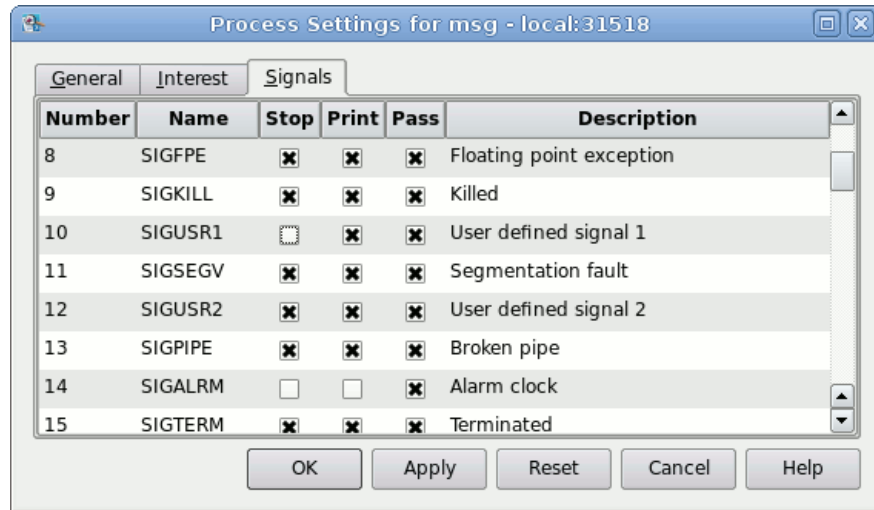 Process Settings for msg - local:31518
General Interest Signals
Number Name Stop Print Pass Description
8 SIGFPE Floating point exception
9 SIGKILL Killed
10 SIGUSR1 User defined signal 1
11 SIGSEGV Segmentation fault
12 SIGUSR2 User defined signal 2
13 SIGPIPE Broken pipe
14 SIGALRM Alarm clock
15 SIGTERM Terminated
OK Apply Reset Cancel Help